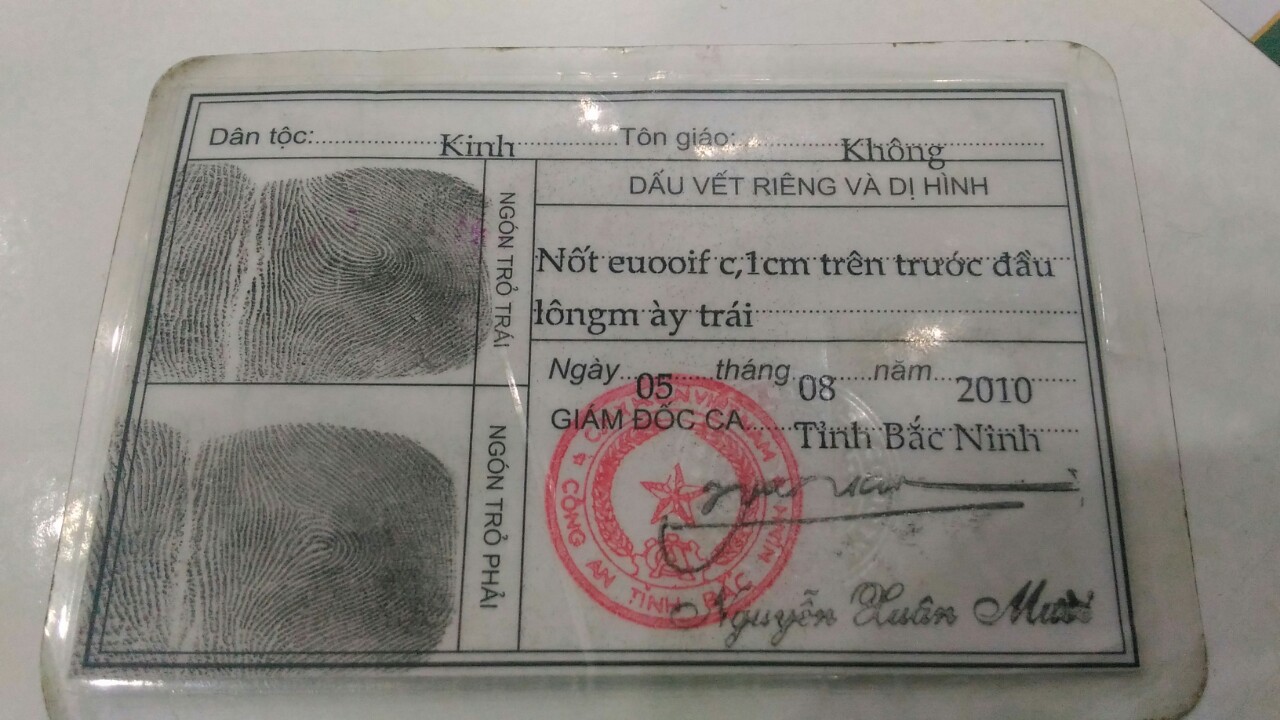 Dân tộc: Kinh Tôn giáo: Không
DẤU VẾT RIÊNG VÀ DỊ HÌNH
NGÓN TRỎ TRÁI
Nốt euooif c,1cm trên trước đầu
lôngm ày trái
NGÓN TRỎ PHẢI
Ngày 05 tháng 08 năm 2010
GIÁM ĐỐC CA Tỉnh Bắc Ninh
CÔNG AN TỈNH BẮC
Nguyễn Xuân Mười